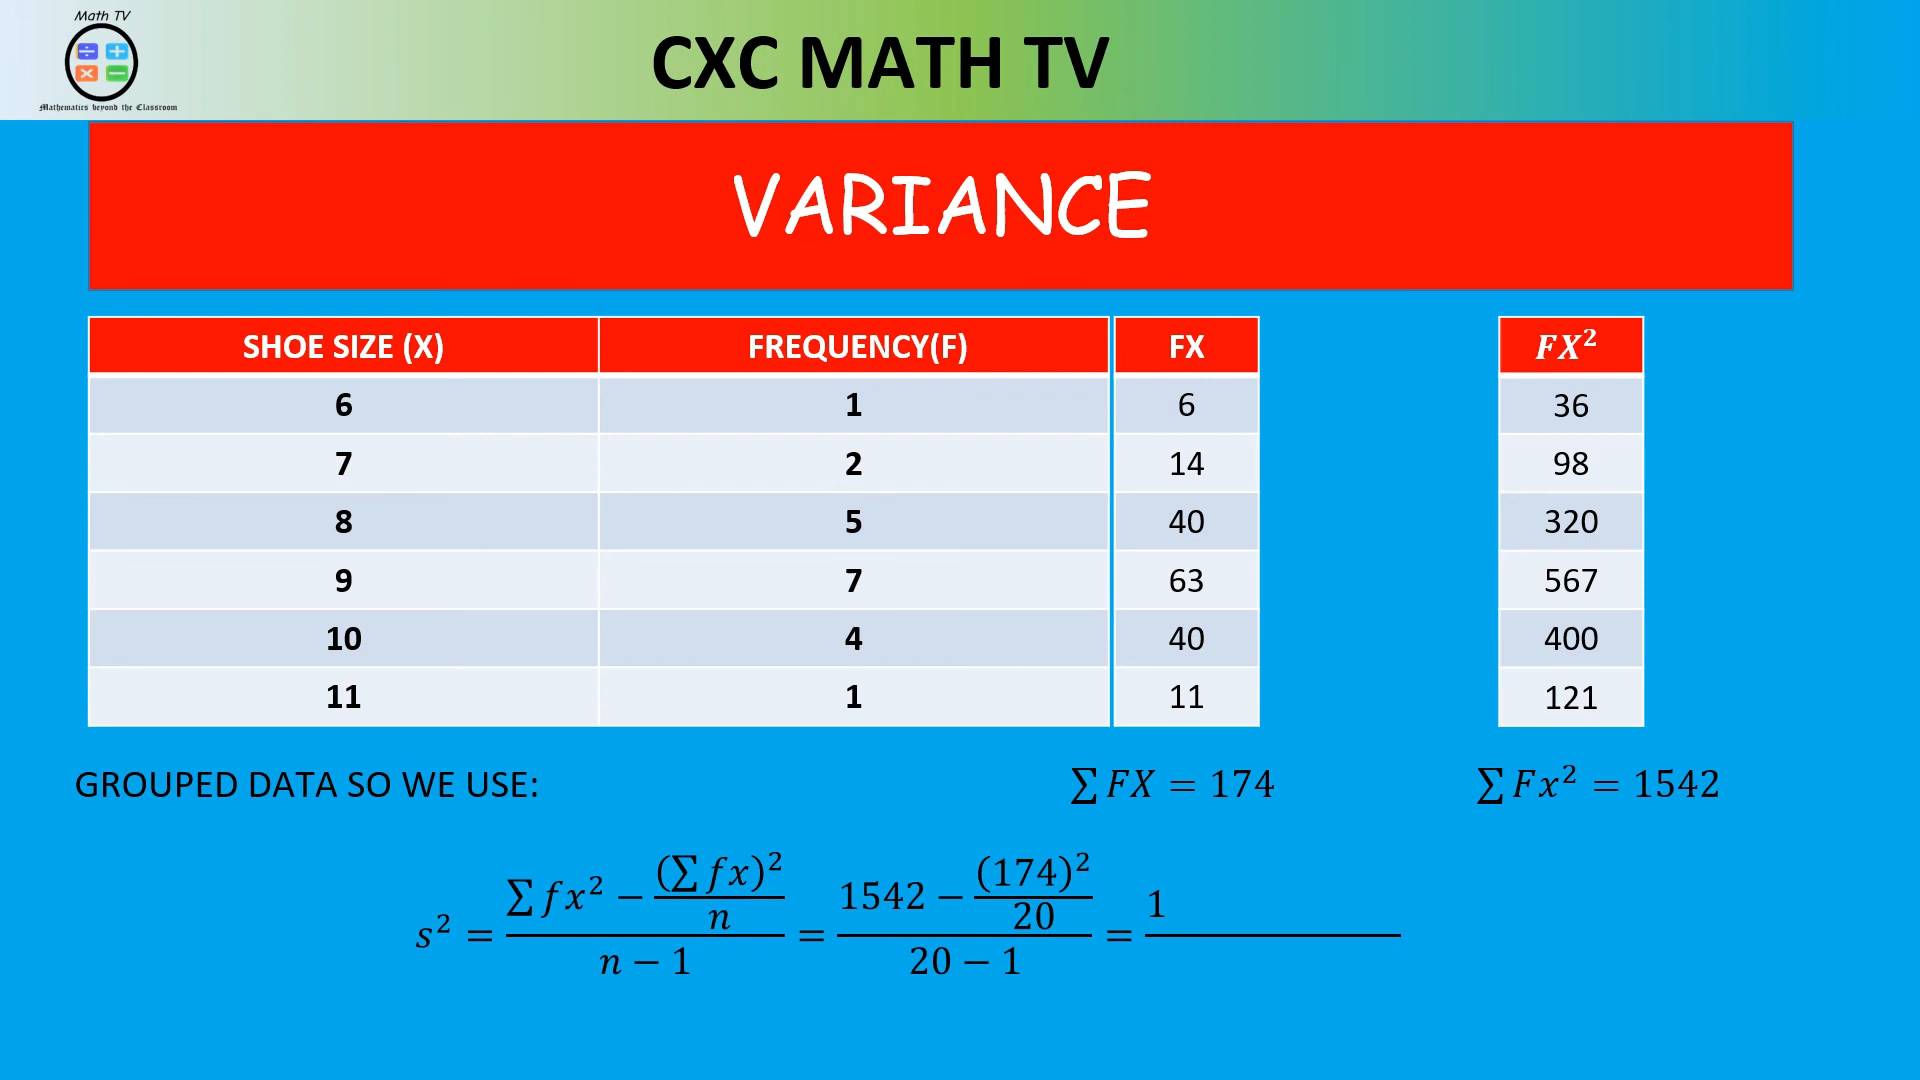 Math TV
Mathematics beyond the Classroom
CXC MATH TV
VARIANCE
SHOE SIZE (X) FREQUENCY(F) FX FX²
6 1 6 36
7 2 14 98
8 5 40 320
9 7 63 567
10 4 40 400
11 1 11 121
GROUPED DATA SO WE USE: ∑ FX = 174 ∑ Fx² = 1542
s² = (∑ fx² − (∑ fx)²/n)/(n − 1) = (1542 − (174)²/20)/(20 − 1) = 1